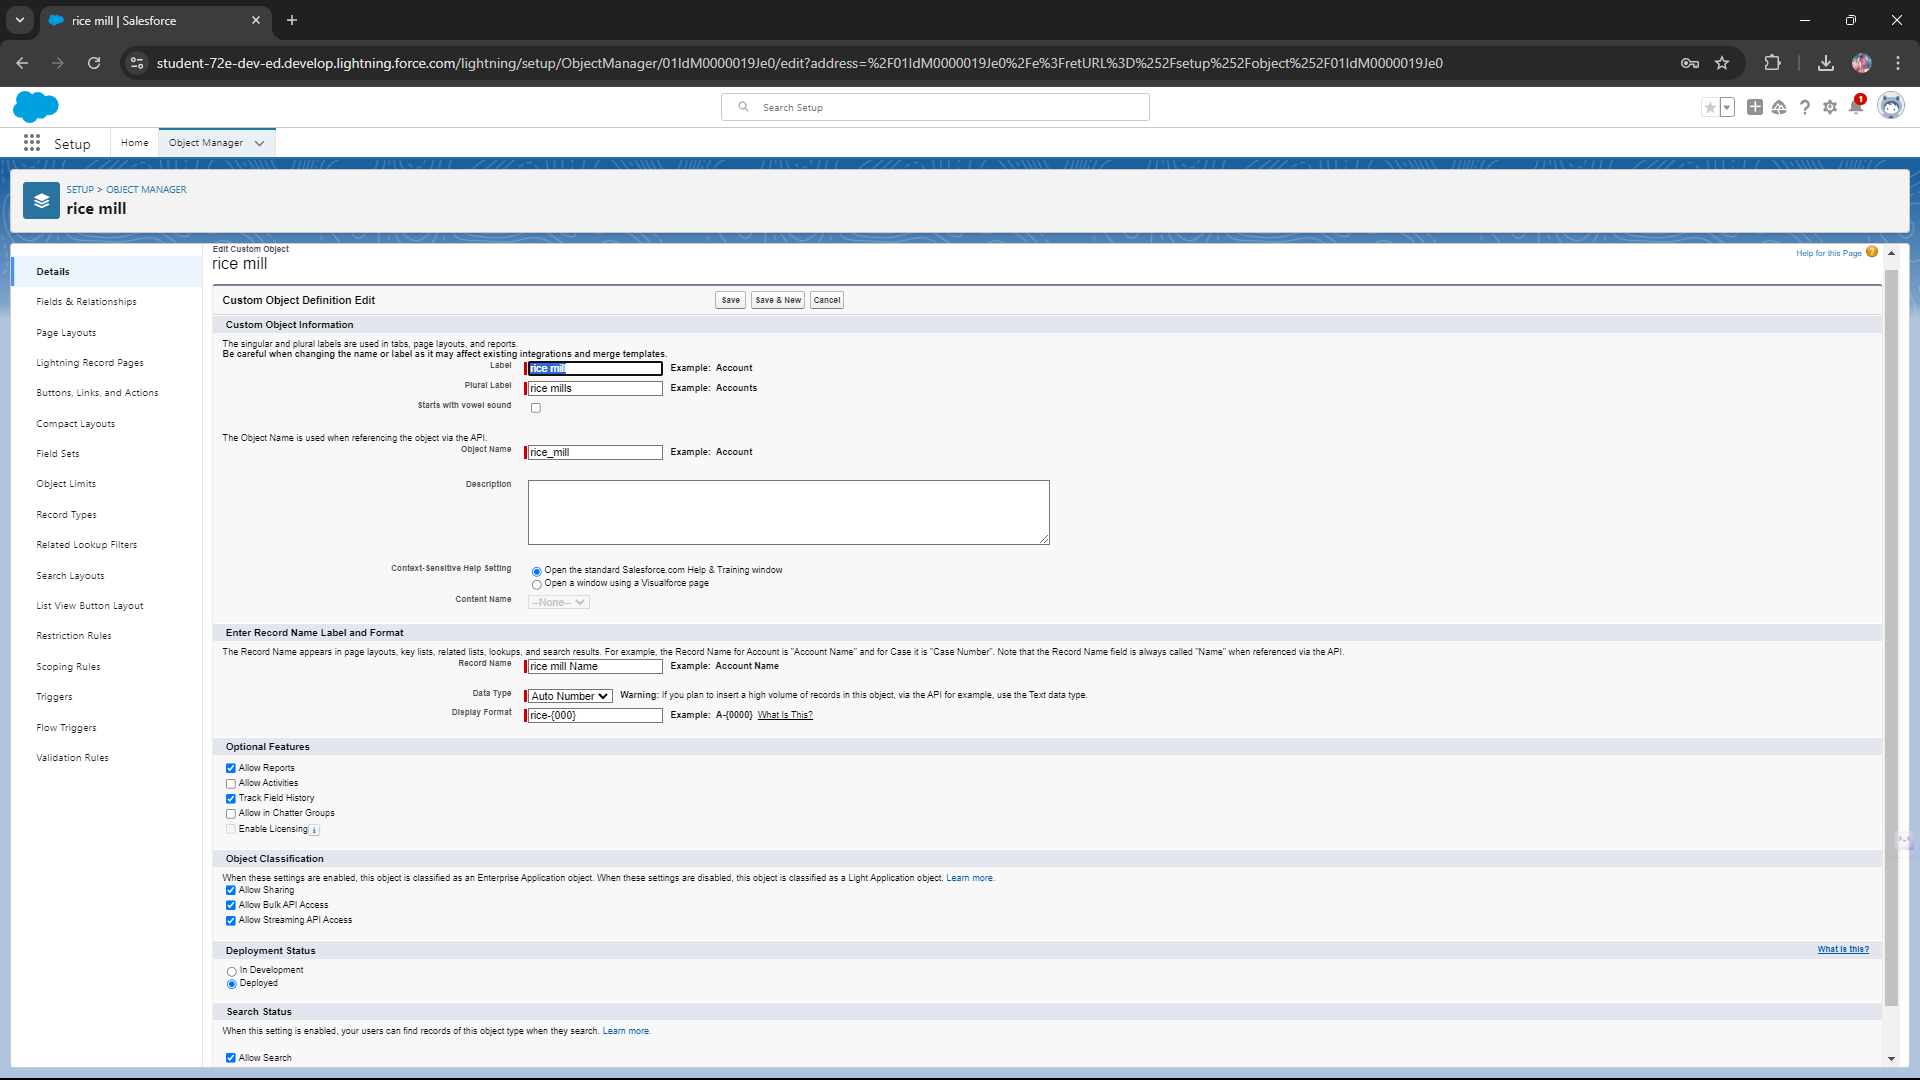 rice mill | Salesforce
student-72e-dev-ed.develop.lightning.force.com/lightning/setup/ObjectManager/01IdM0000019Je0/edit?address=%2F01IdM0000019Je0%2Fe%3FretURL%3D%252Fsetup%252Fobject%252F01IdM0000019Je0
Search Setup
1
Setup
Home
Object Manager
SETUP > OBJECT MANAGER
rice mill
Details
Fields & Relationships
Page Layouts
Lightning Record Pages
Buttons, Links, and Actions
Compact Layouts
Field Sets
Object Limits
Record Types
Related Lookup Filters
Search Layouts
List View Button Layout
Restriction Rules
Scoping Rules
Triggers
Flow Triggers
Validation Rules
Edit Custom Object
rice mill
Help for this Page
Custom Object Definition Edit
Save
Save & New
Cancel
Custom Object Information
The singular and plural labels are used in tabs, page layouts, and reports.
Be careful when changing the name or label as it may affect existing integrations and merge templates.
Label rice mill Example: Account
Plural Label rice mills Example: Accounts
Starts with vowel sound
The Object Name is used when referencing the object via the API.
Object Name rice_mill Example: Account
Description
Context-Sensitive Help Setting Open the standard Salesforce.com Help & Training window
Open a window using a Visualforce page
Content Name --None--
Enter Record Name Label and Format
The Record Name appears in page layouts, key lists, related lists, lookups, and search results. For example, the Record Name for Account is "Account Name" and for Case it is "Case Number". Note that the Record Name field is always called "Name" when referenced via the API.
Record Name rice mill Name Example: Account Name
Data Type Auto Number Warning: If you plan to insert a high volume of records in this object, via the API for example, use the Text data type.
Display Format rice-{000} Example: A-{0000} What Is This?
Optional Features
Allow Reports
Allow Activities
Track Field History
Allow in Chatter Groups
Enable Licensing i
Object Classification
When these settings are enabled, this object is classified as an Enterprise Application object. When these settings are disabled, this object is classified as a Light Application object. Learn more.
Allow Sharing
Allow Bulk API Access
Allow Streaming API Access
Deployment Status
What is this?
In Development
Deployed
Search Status
When this setting is enabled, your users can find records of this object type when they search. Learn more.
Allow Search